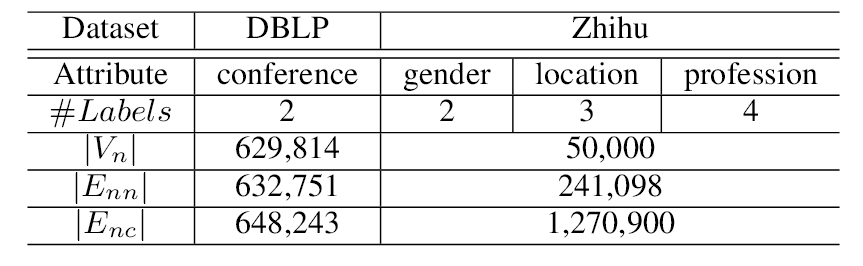 Dataset DBLP Zhihu
Attribute conference gender location profession
#Labels 2 2 3 4
|V_n| 629,814 50,000
|E_{nn}| 632,751 241,098
|E_{nc}| 648,243 1,270,900